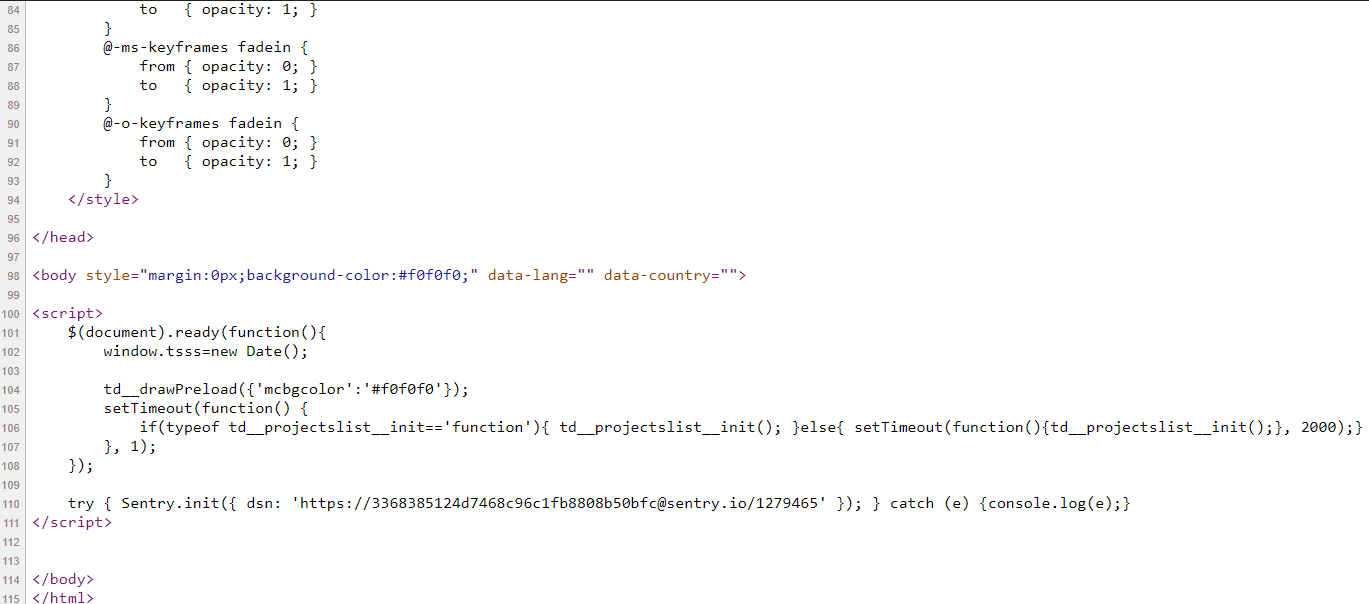 84             to   { opacity: 1; }
85         }
86         @-ms-keyframes fadein {
87             from { opacity: 0; }
88             to   { opacity: 1; }
89         }
90         @-o-keyframes fadein {
91             from { opacity: 0; }
92             to   { opacity: 1; }
93         }
94     </style>
95
96 </head>
97
98 <body style="margin:0px;background-color:#f0f0f0;" data-lang="" data-country="">
99
100 <script>
101     $(document).ready(function(){
102         window.tsss=new Date();
103
104         td__drawPreload({'mcbgcolor':'#f0f0f0'});
105         setTimeout(function() {
106             if(typeof td__projectslist__init=='function'){ td__projectslist__init(); }else{ setTimeout(function(){td__projectslist__init();}, 2000);}
107         }, 1);
108     });
109
110     try { Sentry.init({ dsn: 'https://3368385124d7468c96c1fb8808b50bfc@sentry.io/1279465' }); } catch (e) {console.log(e);}
111 </script>
112
113
114 </body>
115 </html>